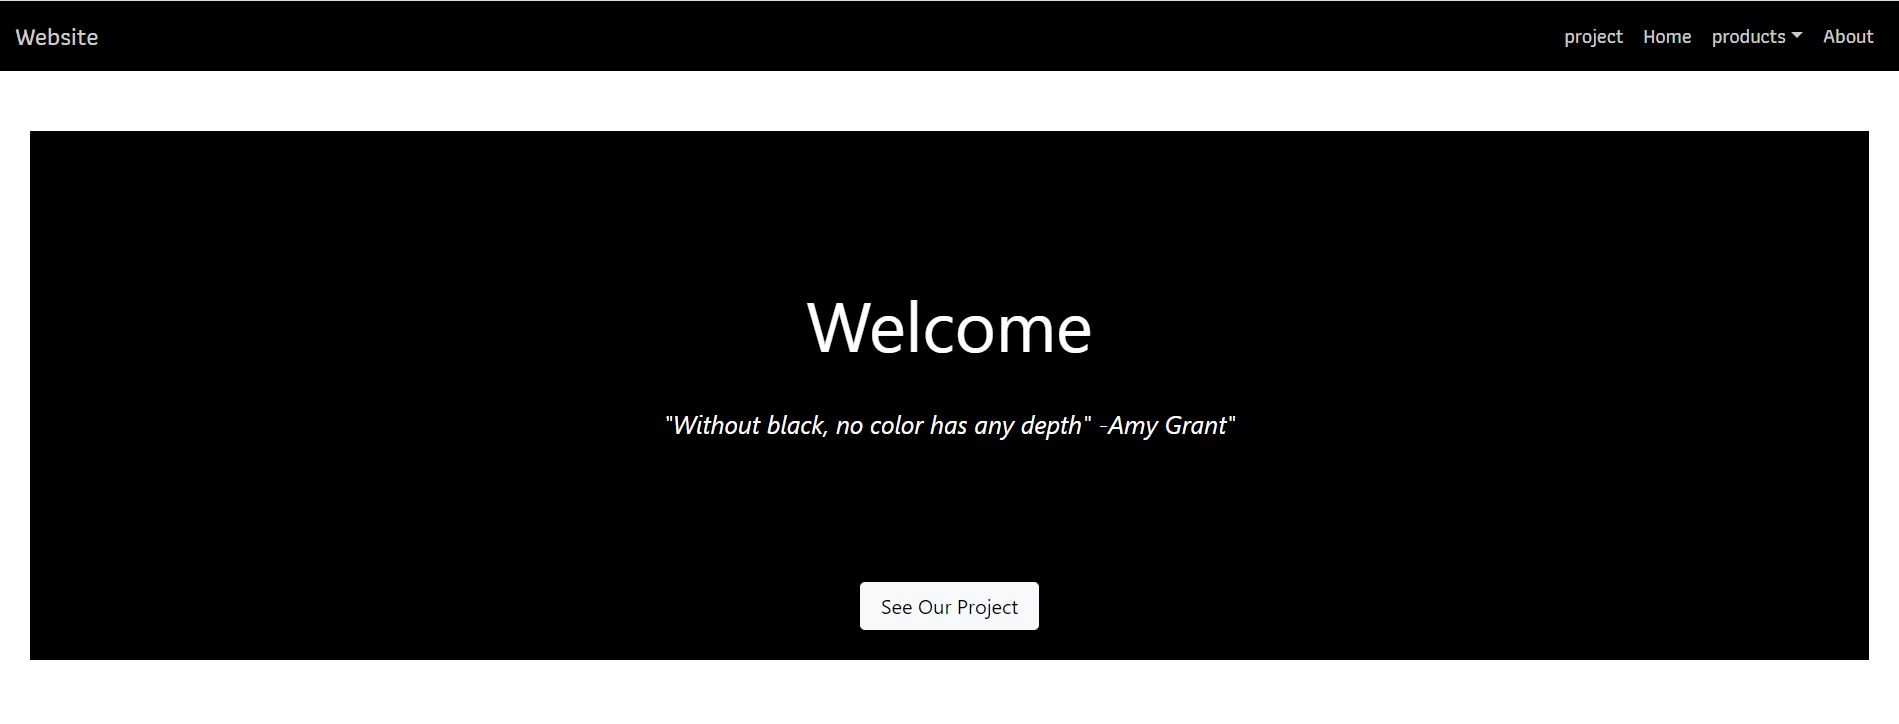 Website
project Home products About
Welcome
"Without black, no color has any depth" -Amy Grant"
See Our Project